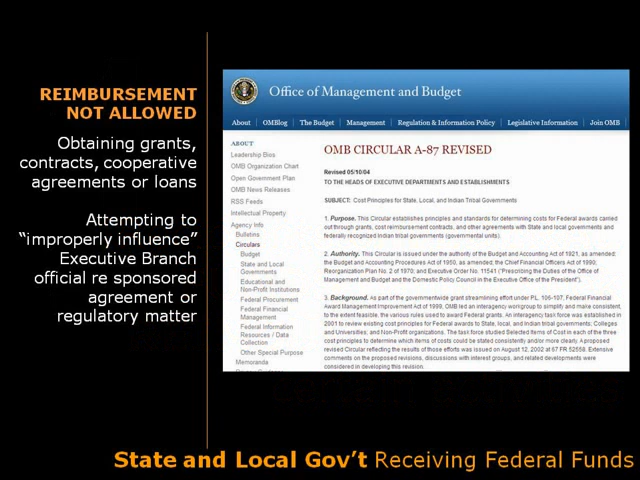 REIMBURSEMENT
NOT ALLOWED
Obtaining grants,
contracts, cooperative
agreements or loans
Attempting to
“improperly influence”
Executive Branch
official re sponsored
agreement or
regulatory matter
Office of Management and Budget
About | OMBlog | The Budget | Management | Regulation & Information Policy | Legislative Information | Join OMB
ABOUT
Leadership Bios
OMB Organization Chart
Open Government Plan
OMB News Releases
RSS Feeds
Intellectual Property
Agency Info
Bulletins
Circulars
Budget
State and Local
Governments
Educational and
Non-Profit Institutions
Federal Procurement
Federal Financial
Management
Federal Information
Resources / Data
Collection
Other Special Purpose
Memoranda
OMB CIRCULAR A-87 REVISED
Revised 05/10/04
TO THE HEADS OF EXECUTIVE DEPARTMENTS AND ESTABLISHMENTS
SUBJECT: Cost Principles for State, Local, and Indian Tribal Governments
1. Purpose. This Circular establishes principles and standards for determining costs for Federal awards carried
out through grants, cost reimbursement contracts, and other agreements with State and local governments and
federally recognized Indian tribal governments (governmental units).
2. Authority. This Circular is issued under the authority of the Budget and Accounting Act of 1921, as amended;
the Budget and Accounting Procedures Act of 1950, as amended; the Chief Financial Officers Act of 1990;
Reorganization Plan No. 2 of 1970; and Executive Order No. 11541 ("Prescribing the Duties of the Office of
Management and Budget and the Domestic Policy Council in the Executive Office of the President").
3. Background. As part of the governmentwide grant streamlining effort under P.L. 106-107, Federal Financial
Award Management Improvement Act of 1999, OMB led an interagency workgroup to simplify and make consistent,
to the extent feasible, the various rules used to award Federal grants. An interagency task force was established in
2001 to review existing cost principles for Federal awards to State, local, and Indian tribal governments; Colleges
and Universities; and Non-Profit organizations. The task force studied Selected Items of Cost in each of the three
cost principles to determine which items of costs could be stated consistently and/or more clearly. A proposed
revised Circular reflecting the results of those efforts was issued on August 12, 2002 at 67 FR 52558. Extensive
comments on the proposed revisions, discussions with interest groups, and related developments were
considered in developing this revision.
State and Local Gov’t Receiving Federal Funds